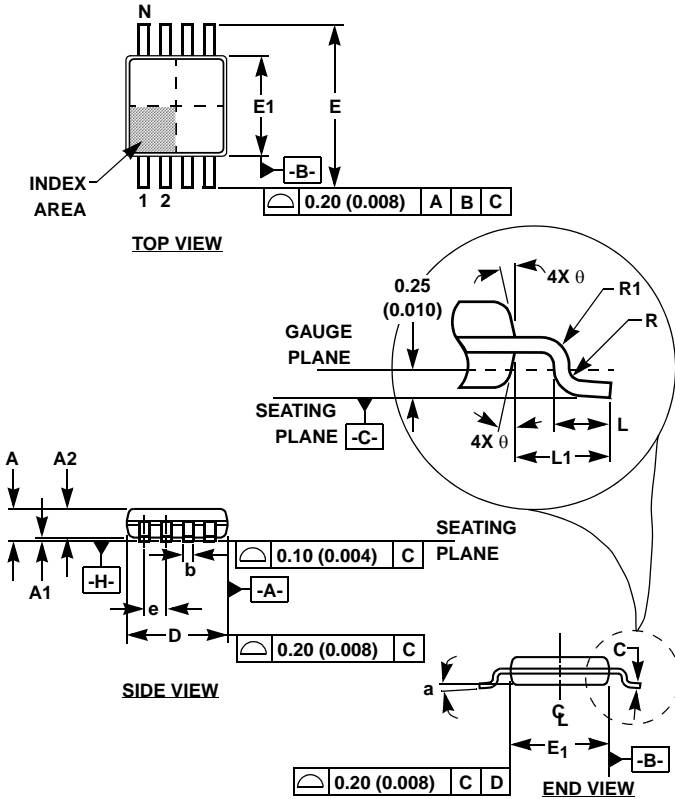 N
E1
E
-B-
INDEX
AREA
1 2
⌓ 0.20 (0.008) A B C
TOP VIEW
0.25
(0.010)
4X θ
R1
R
GAUGE
PLANE
SEATING
PLANE -C-
4X θ
L
L1
A A2
SEATING
PLANE
⌓ 0.10 (0.004) C
A1
-H-
b
-A-
e
D
⌓ 0.20 (0.008) C
SIDE VIEW
C
a
CL
E1
-B-
⌓ 0.20 (0.008) C D
END VIEW